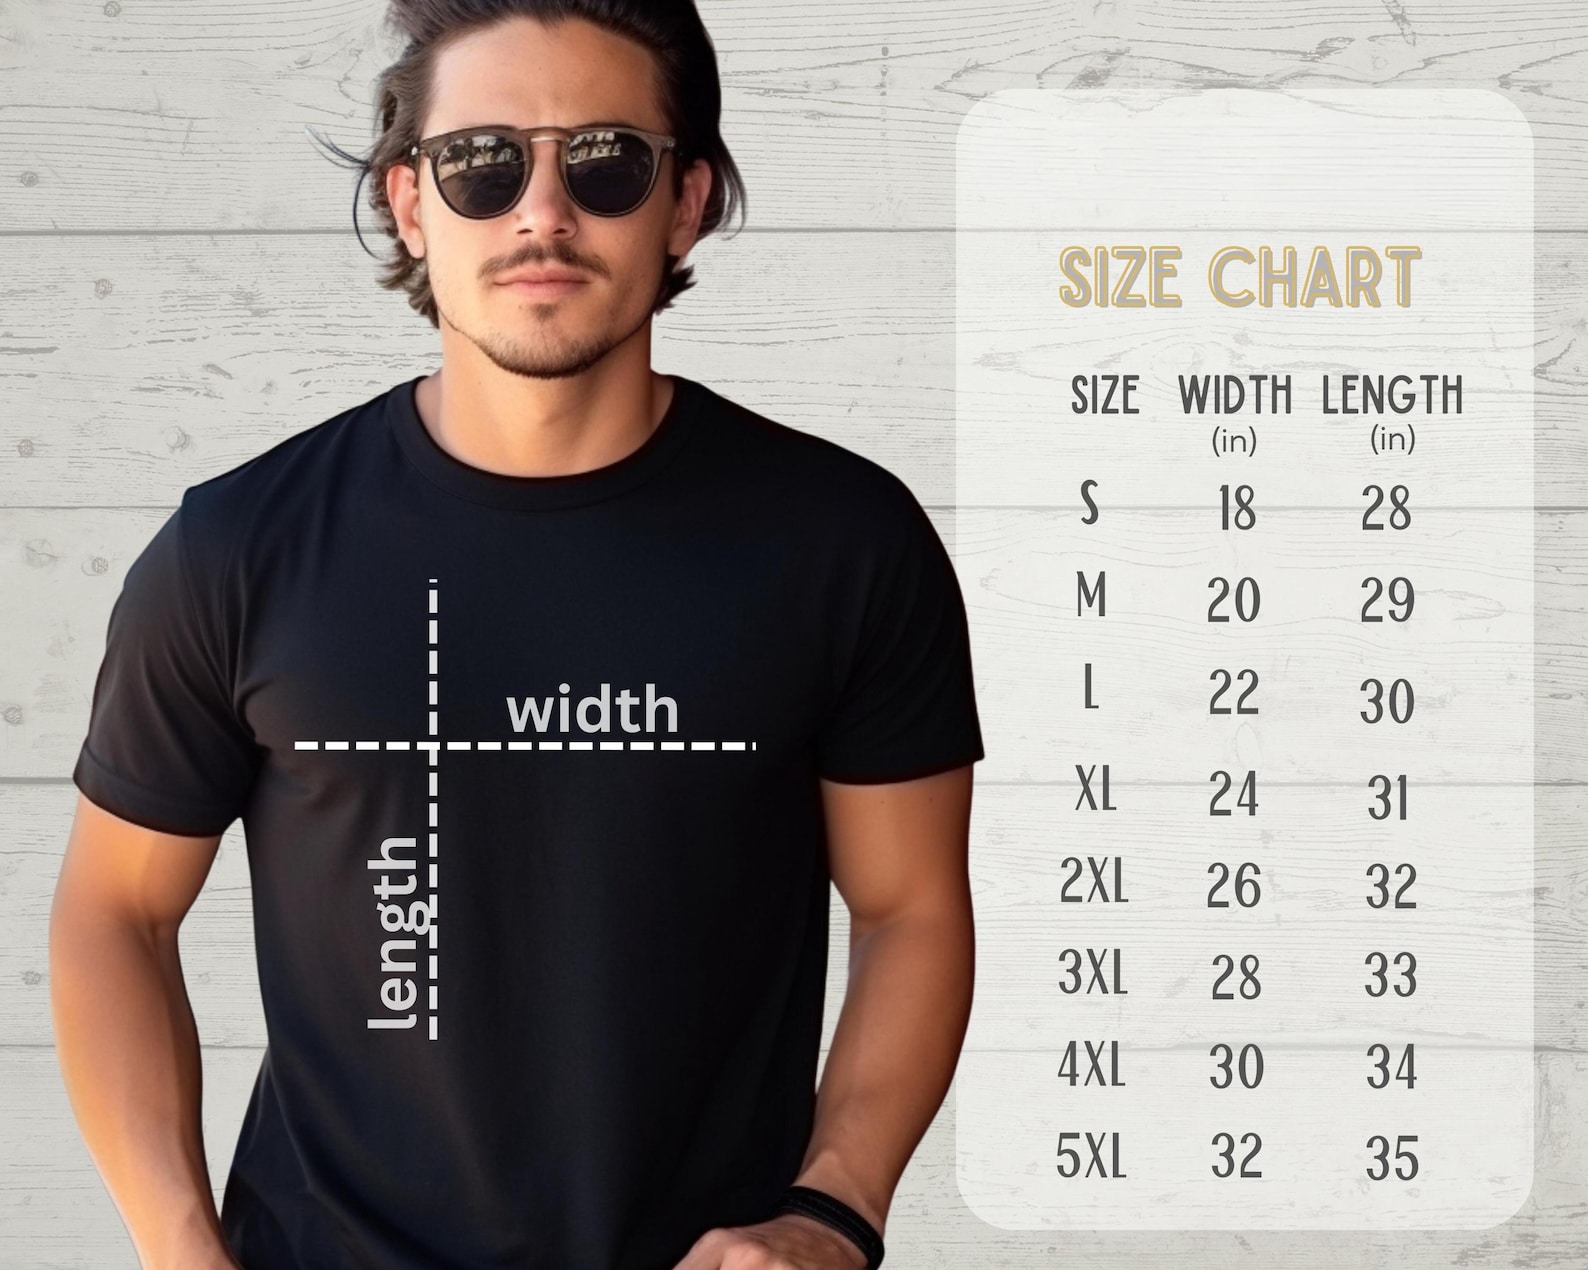 SIZE CHART
SIZE WIDTH LENGTH
(in) (in)
S 18 28
M 20 29
L 22 30
XL 24 31
2XL 26 32
3XL 28 33
4XL 30 34
5XL 32 35
width
length